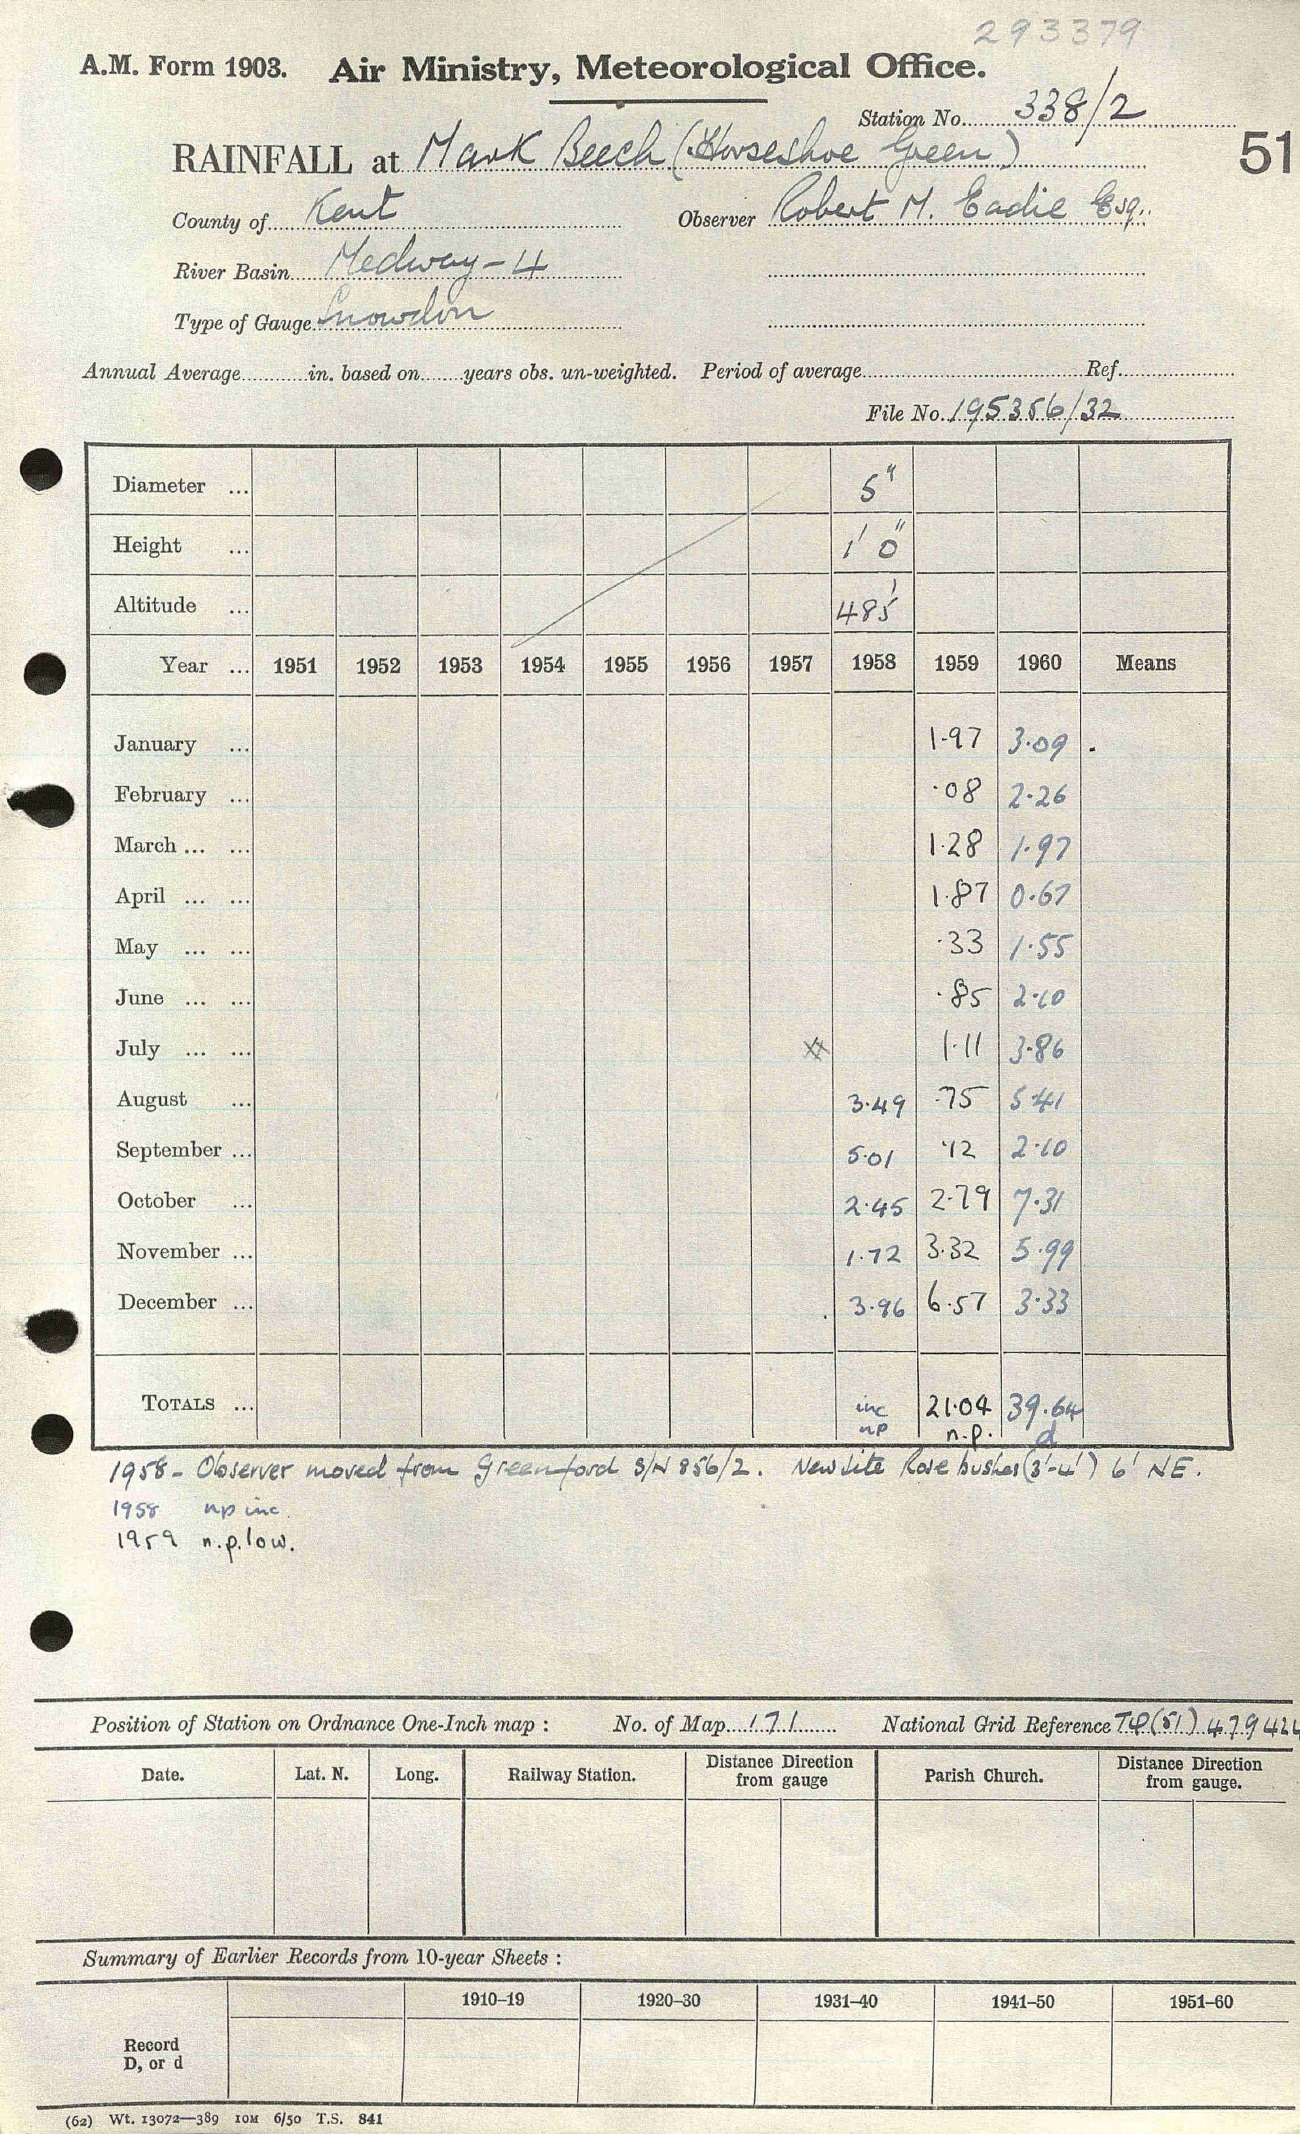 293379
A.M. Form 1903. Air Ministry, Meteorological Office.
Station No. 338/2
RAINFALL at Mark Beech (Horseshoe Green) 51
County of Kent Observer Robert M. Eadie Esq.
River Basin Medway-4
Type of Gauge Snowdon
Annual Average in. based on years obs. un-weighted. Period of average Ref.
File No. 195356/32
Diameter ... 5"
Height ... 1' 0"
Altitude ... 485'
Year ... 1951 1952 1953 1954 1955 1956 1957 1958 1959 1960 Means
January ... 1.97 3.09
February ... .08 2.26
March ... ... 1.28 1.97
April ... ... 1.87 0.67
May ... ... .33 1.55
June ... ... .85 2.10
July ... ... 1.11 3.86
August ... 3.49 .75 5.41
September ... 5.01 .12 2.10
October ... 2.45 2.79 7.31
November ... 1.72 3.32 5.99
December ... 3.96 6.57 3.33
TOTALS ... inc 21.04 39.64
np n.p. d
1958 - Observer moved from Greenford S/N 856/2. New site Rose bushes (3'-4') 6' NE.
1958 np inc.
1959 n.p. low.
Position of Station on Ordnance One-Inch map : No. of Map 171 National Grid Reference TQ(51) 479424
Date. Lat. N. Long. Railway Station. Distance Direction from gauge Parish Church. Distance Direction from gauge.
Summary of Earlier Records from 10-year Sheets :
1910–19 1920–30 1931–40 1941–50 1951–60
Record
D, or d
(62) Wt. 13072—389 10M 6/50 T.S. 841